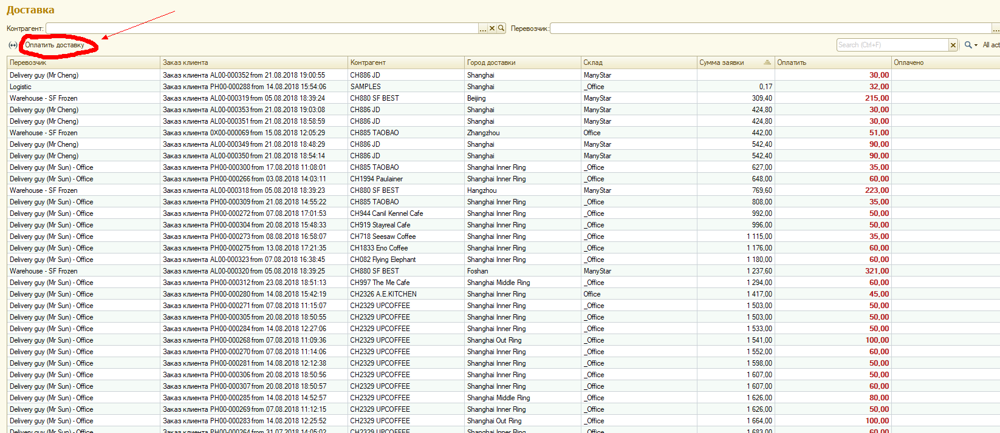 Доставка
Контрагент: ... Перевозчик: ...
Оплатить доставку Search (Ctrl+F) All act
Перевозчик Заказ клиента Контрагент Город доставки Склад Сумма заявки Оплатить Оплачено
Delivery guy (Mr Cheng) Заказ клиента AL00-000352 from 21.08.2018 19:00:55 CH886 JD Shanghai ManyStar 30,00
Logistic Заказ клиента PH00-000288 from 14.08.2018 15:54:06 SAMPLES Shanghai _Office 0,17 32,00
Warehouse - SF Frozen Заказ клиента AL00-000319 from 05.08.2018 18:39:24 CH880 SF BEST Beijing ManyStar 309,40 215,00
Delivery guy (Mr Cheng) Заказ клиента AL00-000353 from 21.08.2018 19:03:08 CH886 JD Shanghai ManyStar 424,80 30,00
Delivery guy (Mr Cheng) Заказ клиента AL00-000351 from 21.08.2018 18:58:59 CH886 JD Shanghai ManyStar 424,80 30,00
Warehouse - SF Frozen Заказ клиента 0X00-000069 from 15.08.2018 12:05:29 CH885 TAOBAO Zhangzhou Office 442,00 51,00
Delivery guy (Mr Cheng) Заказ клиента AL00-000349 from 21.08.2018 18:48:29 CH886 JD Shanghai ManyStar 542,40 90,00
Delivery guy (Mr Cheng) Заказ клиента AL00-000350 from 21.08.2018 18:54:14 CH886 JD Shanghai ManyStar 542,40 90,00
Delivery guy (Mr Sun) - Office Заказ клиента PH00-000300 from 17.08.2018 11:08:01 CH885 TAOBAO Shanghai Inner Ring _Office 627,00 35,00
Delivery guy (Mr Sun) - Office Заказ клиента PH00-000266 from 03.08.2018 14:03:11 CH1994 Paulainer Shanghai Inner Ring _Office 648,00 60,00
Warehouse - SF Frozen Заказ клиента AL00-000318 from 05.08.2018 18:39:23 CH880 SF BEST Hangzhou ManyStar 769,60 223,00
Delivery guy (Mr Sun) - Office Заказ клиента PH00-000309 from 21.08.2018 14:55:22 CH885 TAOBAO Shanghai Inner Ring _Office 808,00 35,00
Delivery guy (Mr Sun) - Office Заказ клиента PH00-000272 from 07.08.2018 17:01:53 CH944 Canil Kennel Cafe Shanghai Inner Ring _Office 992,00 50,00
Delivery guy (Mr Sun) - Office Заказ клиента PH00-000304 from 20.08.2018 15:48:33 CH919 Stayreal Cafe Shanghai Inner Ring _Office 996,00 50,00
Delivery guy (Mr Sun) - Office Заказ клиента PH00-000273 from 08.08.2018 16:58:07 CH718 Seesaw Coffee Shanghai Inner Ring _Office 1 115,00 35,00
Delivery guy (Mr Sun) - Office Заказ клиента PH00-000275 from 13.08.2018 17:21:35 CH1833 Eno Coffee Shanghai Inner Ring _Office 1 176,00 60,00
Delivery guy (Mr Sun) - Office Заказ клиента AL00-000323 from 07.08.2018 16:38:45 CH082 Flying Elephant Shanghai Inner Ring _Office 1 180,00 60,00
Warehouse - SF Frozen Заказ клиента AL00-000320 from 05.08.2018 18:39:25 CH880 SF BEST Foshan ManyStar 1 237,60 321,00
Delivery guy (Mr Sun) - Office Заказ клиента PH00-000312 from 23.08.2018 18:51:13 CH997 The Me Cafe Shanghai Middle Ring _Office 1 294,00 60,00
Delivery guy (Mr Sun) - Office Заказ клиента PH00-000280 from 14.08.2018 15:42:19 CH2326 A.E.KITCHEN Shanghai Inner Ring Office 1 417,00 45,00
Delivery guy (Mr Sun) - Office Заказ клиента PH00-000271 from 07.08.2018 11:15:07 CH2329 UPCOFFEE Shanghai Inner Ring _Office 1 503,00 50,00
Delivery guy (Mr Sun) - Office Заказ клиента PH00-000305 from 20.08.2018 18:50:55 CH2329 UPCOFFEE Shanghai Inner Ring _Office 1 503,00 50,00
Delivery guy (Mr Sun) - Office Заказ клиента PH00-000284 from 14.08.2018 12:27:06 CH2329 UPCOFFEE Shanghai Inner Ring _Office 1 533,00 50,00
Delivery guy (Mr Sun) - Office Заказ клиента PH00-000268 from 07.08.2018 11:09:36 CH2329 UPCOFFEE Shanghai Out Ring _Office 1 541,00 100,00
Delivery guy (Mr Sun) - Office Заказ клиента PH00-000270 from 07.08.2018 11:14:06 CH2329 UPCOFFEE Shanghai Inner Ring _Office 1 552,00 60,00
Delivery guy (Mr Sun) - Office Заказ клиента PH00-000281 from 14.08.2018 12:12:38 CH2329 UPCOFFEE Shanghai Inner Ring _Office 1 598,00 50,00
Delivery guy (Mr Sun) - Office Заказ клиента PH00-000306 from 20.08.2018 18:50:56 CH2329 UPCOFFEE Shanghai Inner Ring _Office 1 607,00 50,00
Delivery guy (Mr Sun) - Office Заказ клиента PH00-000307 from 20.08.2018 18:50:57 CH2329 UPCOFFEE Shanghai Inner Ring _Office 1 607,00 60,00
Delivery guy (Mr Sun) - Office Заказ клиента PH00-000285 from 14.08.2018 14:52:57 CH2329 UPCOFFEE Shanghai Middle Ring _Office 1 626,00 80,00
Delivery guy (Mr Sun) - Office Заказ клиента PH00-000269 from 07.08.2018 11:12:15 CH2329 UPCOFFEE Shanghai Inner Ring _Office 1 626,00 50,00
Delivery guy (Mr Sun) - Office Заказ клиента PH00-000283 from 14.08.2018 12:25:52 CH2329 UPCOFFEE Shanghai Out Ring _Office 1 664,00 100,00
Delivery guy (Mr Sun) - Office Заказ клиента PH00-000264 from 31.07.2018 14:05:02 CH2329 UPCOFFEE Shanghai Inner Ring _Office 1 683,00 60,00